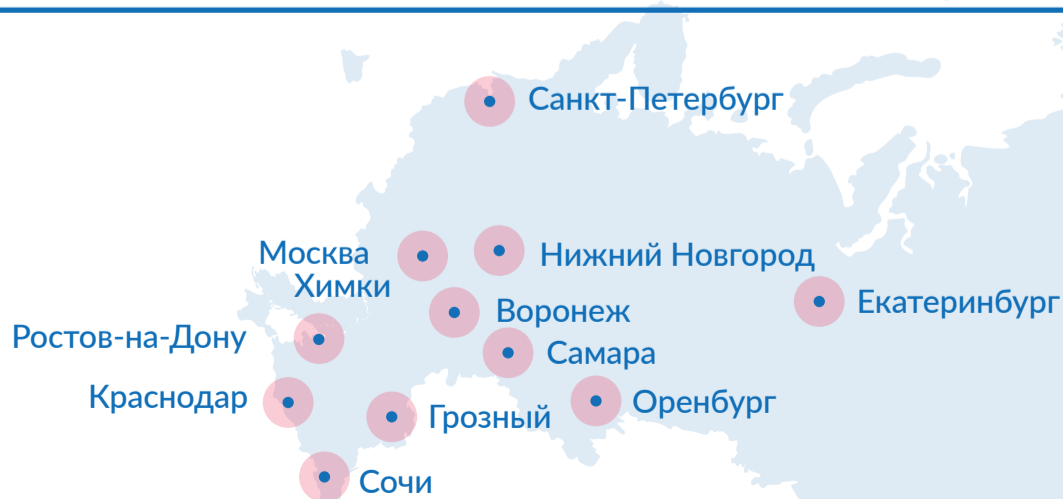 Санкт-Петербург
Москва
Нижний Новгород
Химки
Екатеринбург
Воронеж
Ростов-на-Дону
Самара
Краснодар
Оренбург
Грозный
Сочи